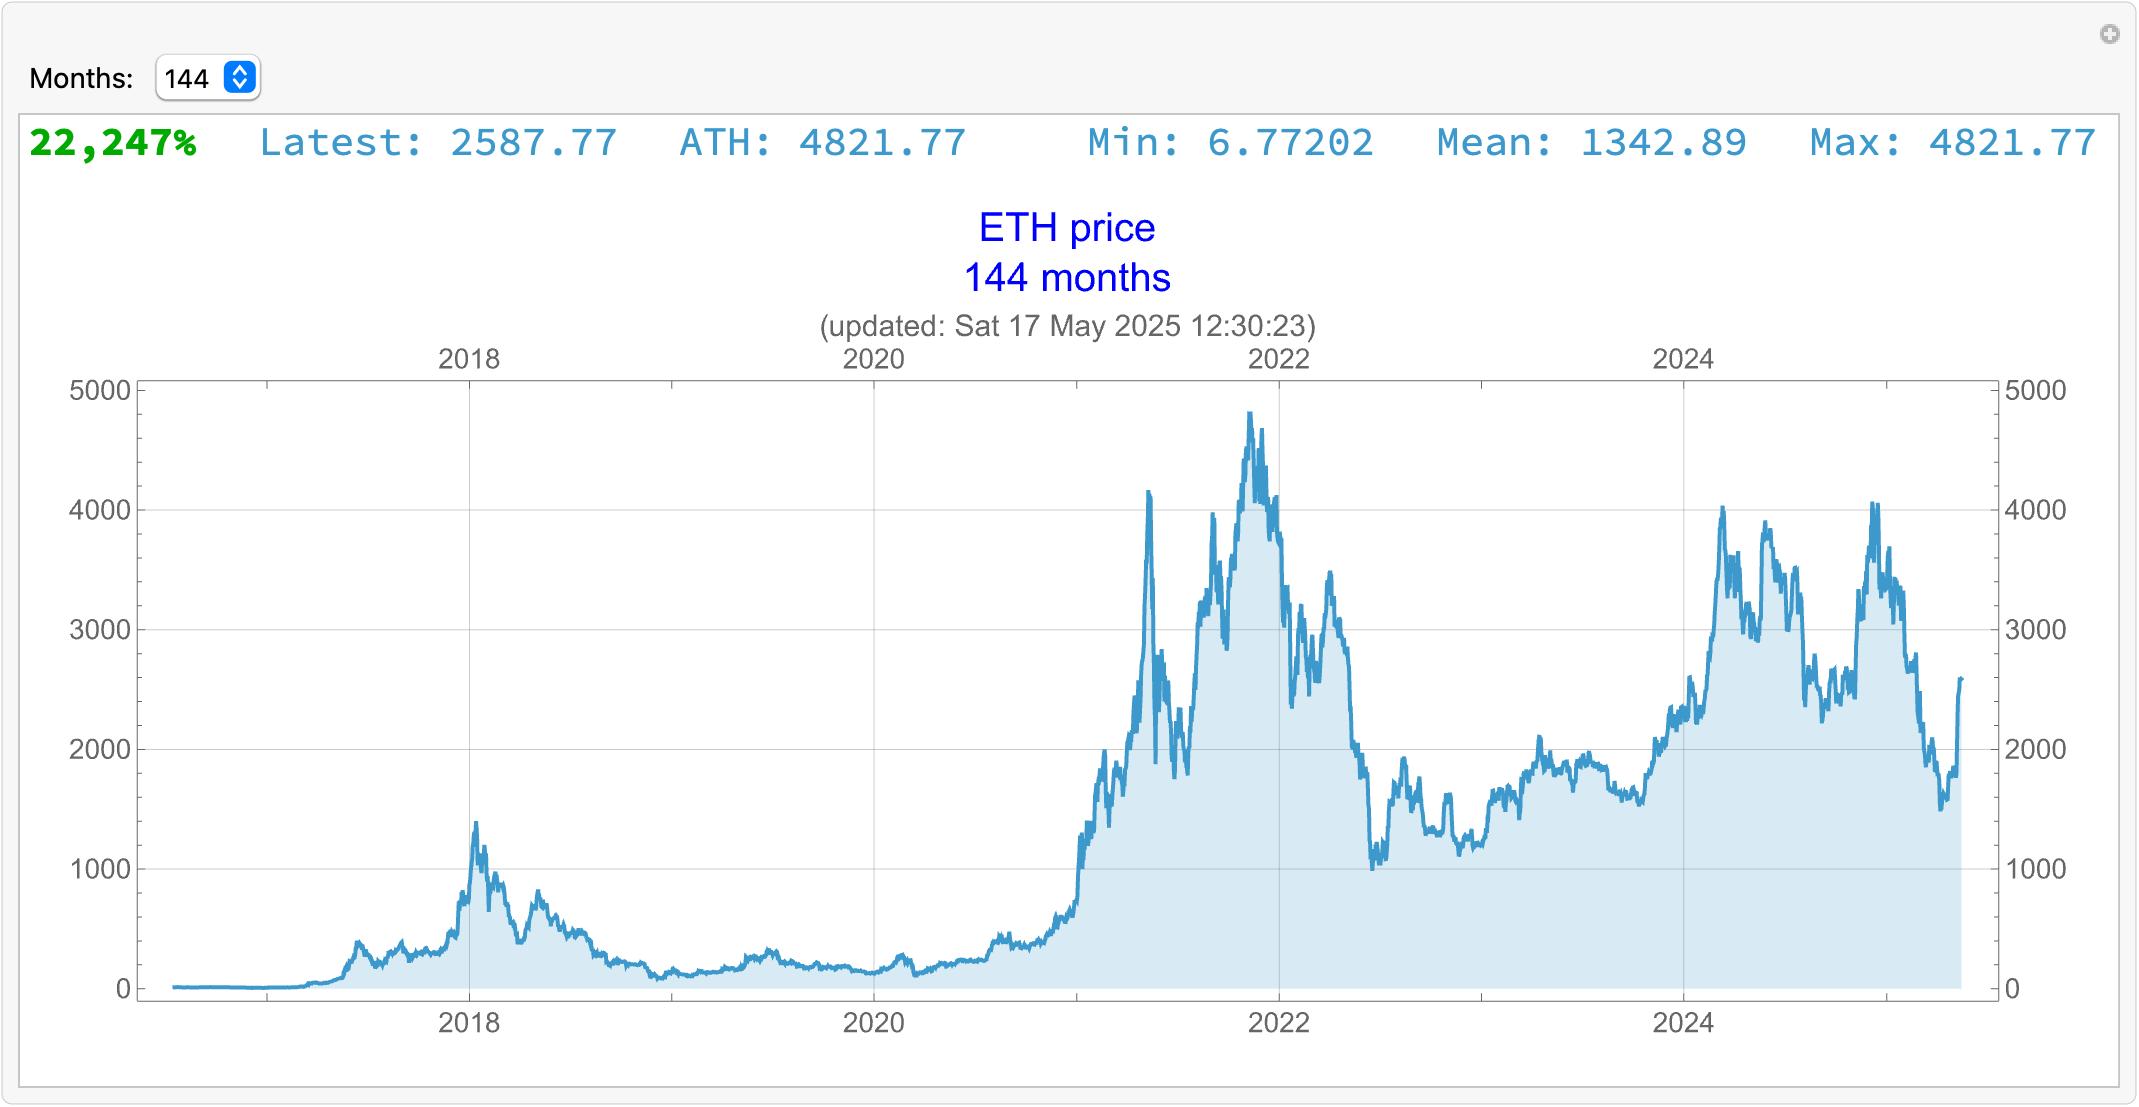 Months: 144
22,247% Latest: 2587.77 ATH: 4821.77 Min: 6.77202 Mean: 1342.89 Max: 4821.77
ETH price
144 months
(updated: Sat 17 May 2025 12:30:23)
2018 2020 2022 2024
5000 5000
4000 4000
3000 3000
2000 2000
1000 1000
0 0
2018 2020 2022 2024